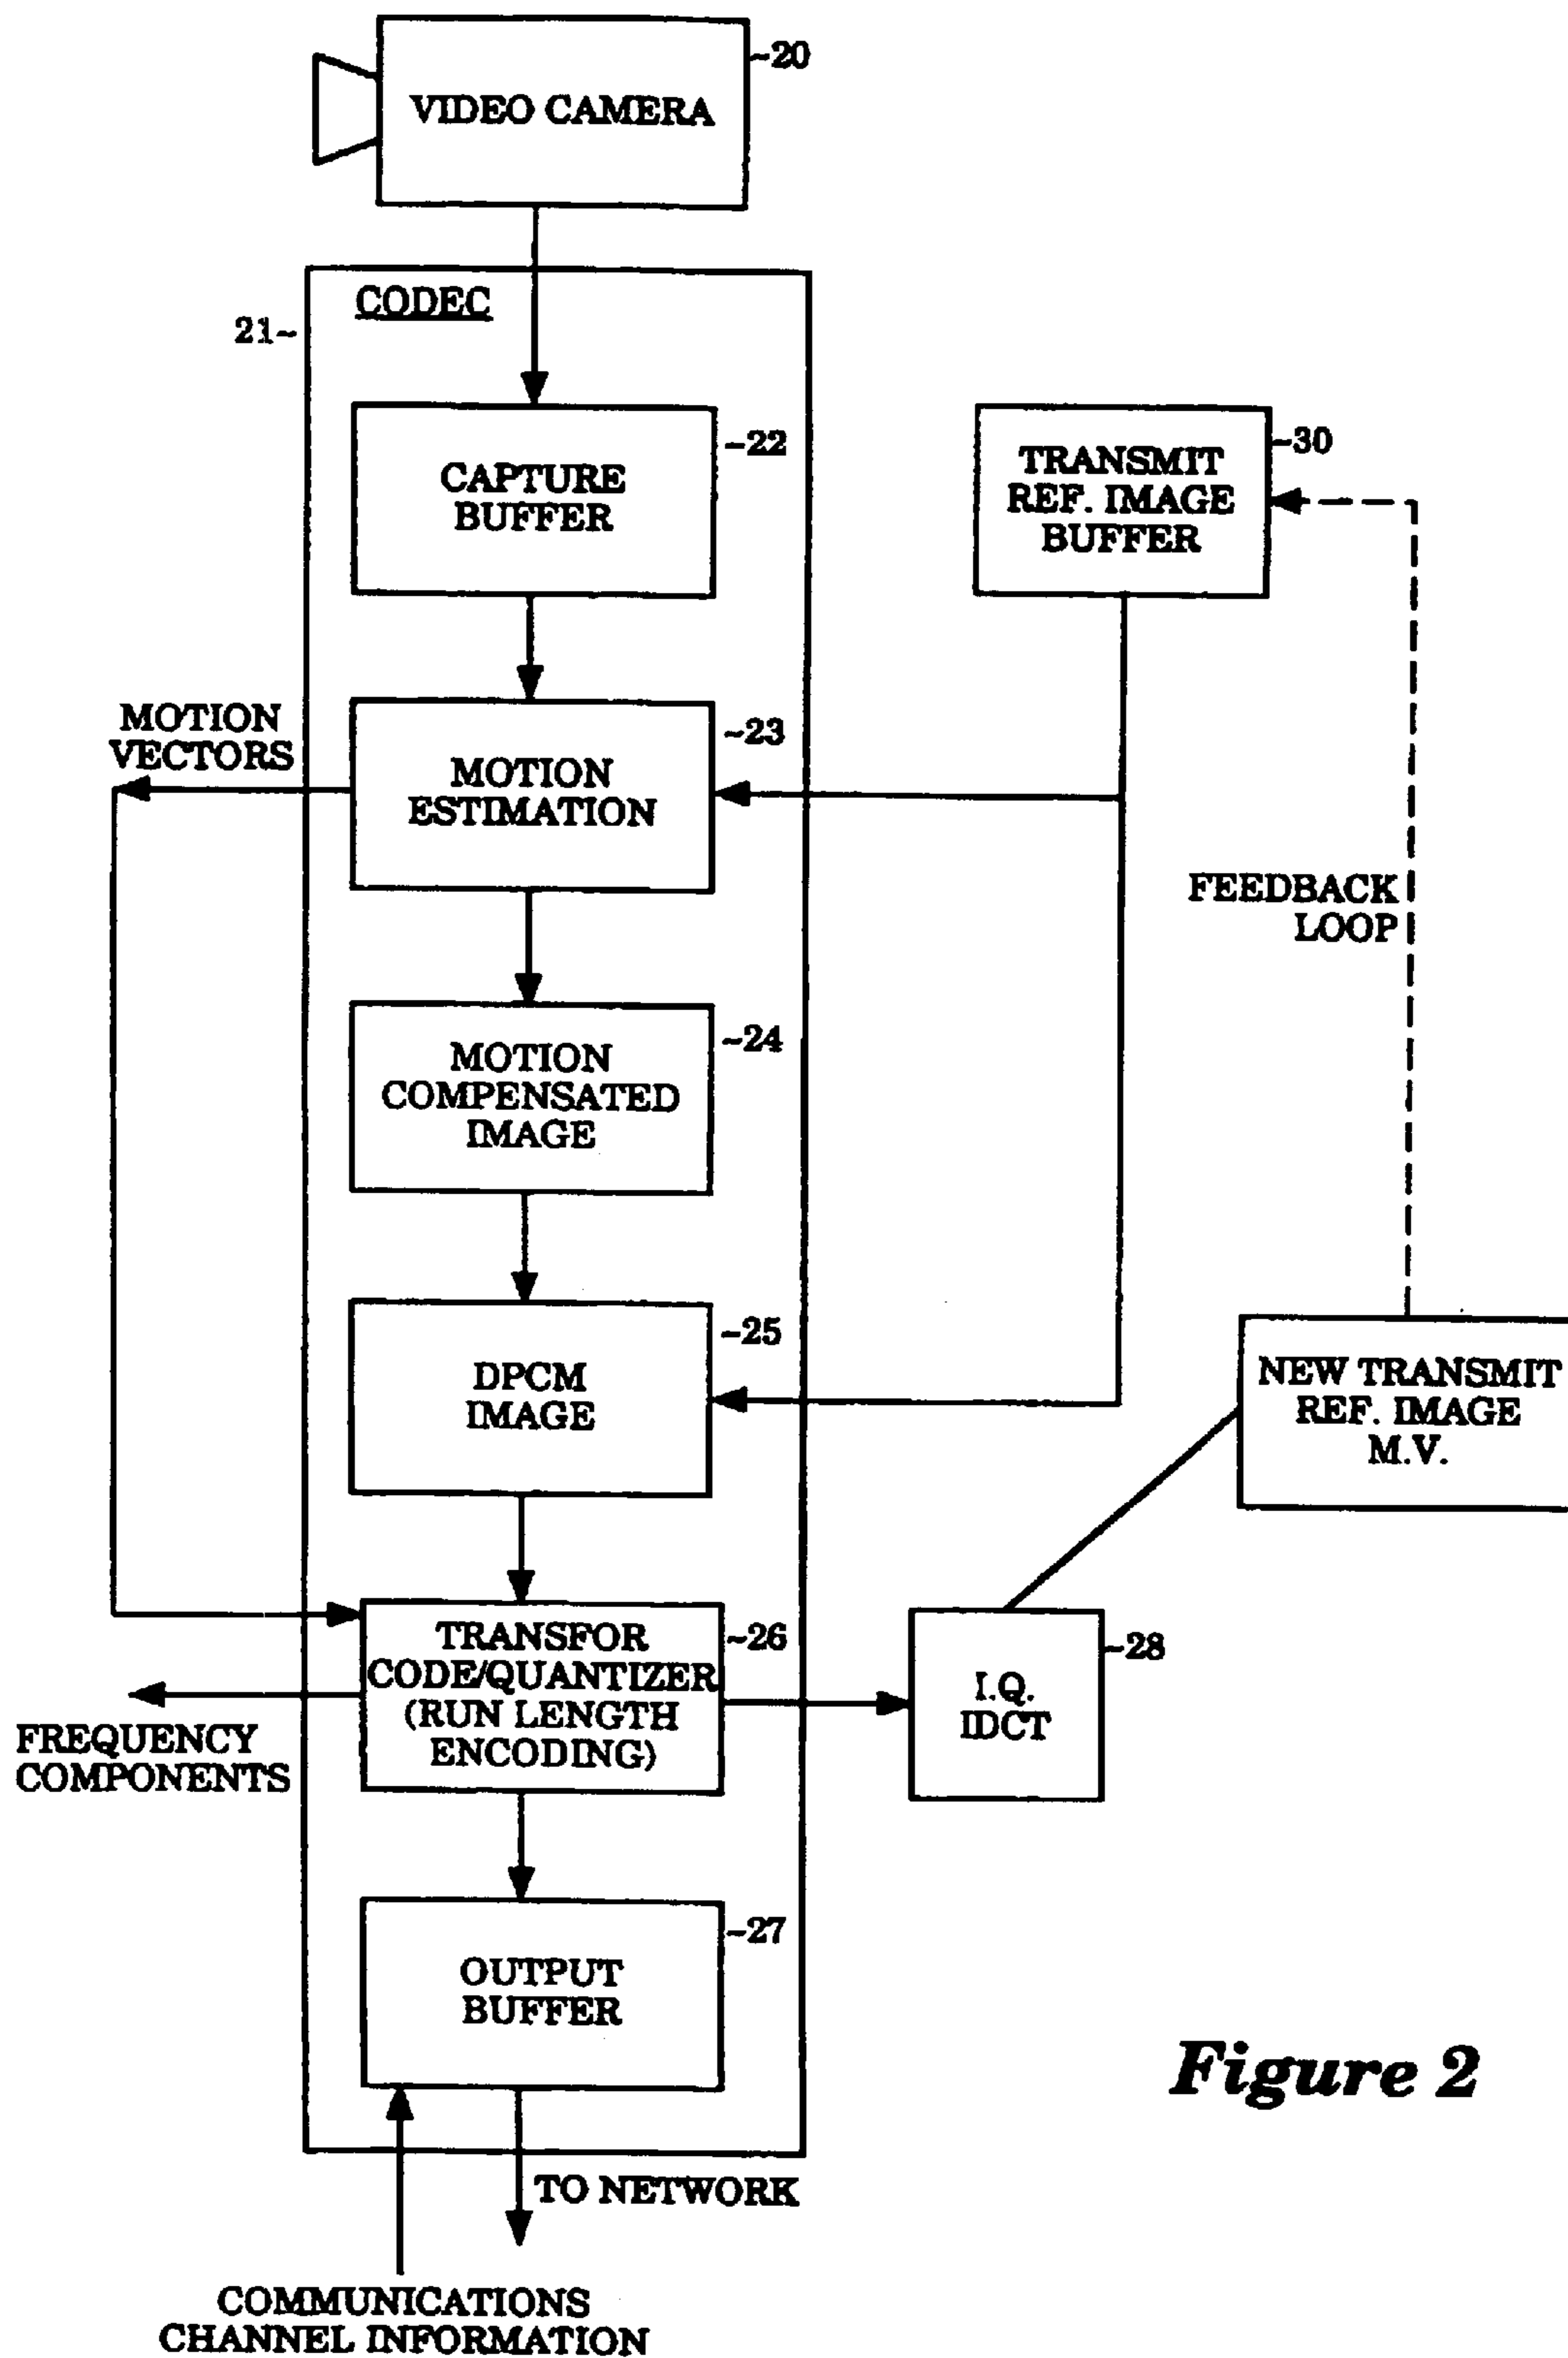 ~20
VIDEO CAMERA
CODEC
21~
~22
CAPTURE
BUFFER
~30
TRANSMIT
REF. IMAGE
BUFFER
MOTION
VECTORS
~23
MOTION
ESTIMATION
FEEDBACK
LOOP
~24
MOTION
COMPENSATED
IMAGE
~25
DPCM
IMAGE
NEW TRANSMIT
REF. IMAGE
M.V.
~26
TRANSFOR
CODE/QUANTIZER
(RUN LENGTH
ENCODING)
~28
I.Q.
IDCT
FREQUENCY
COMPONENTS
~27
OUTPUT
BUFFER
Figure 2
TO NETWORK
COMMUNICATIONS
CHANNEL INFORMATION